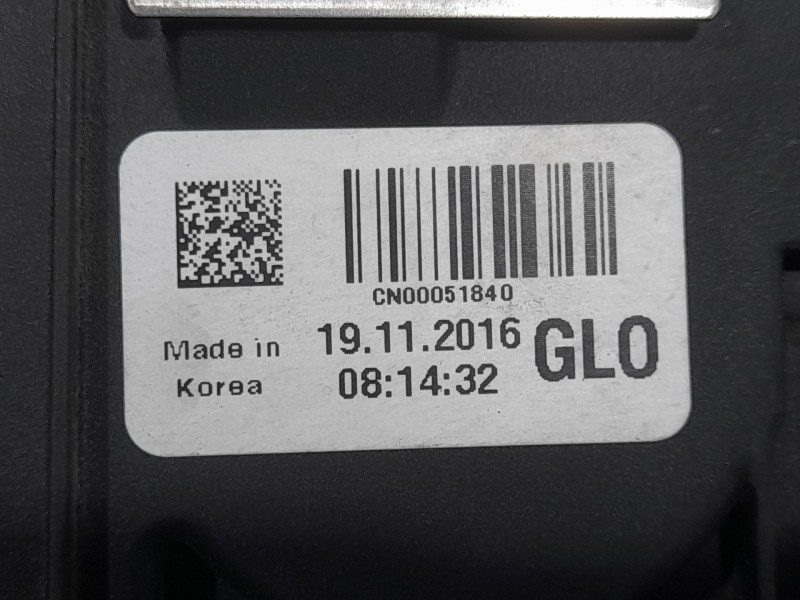 CN00051840
Made in
Korea
19.11.2016
08:14:32
GLO